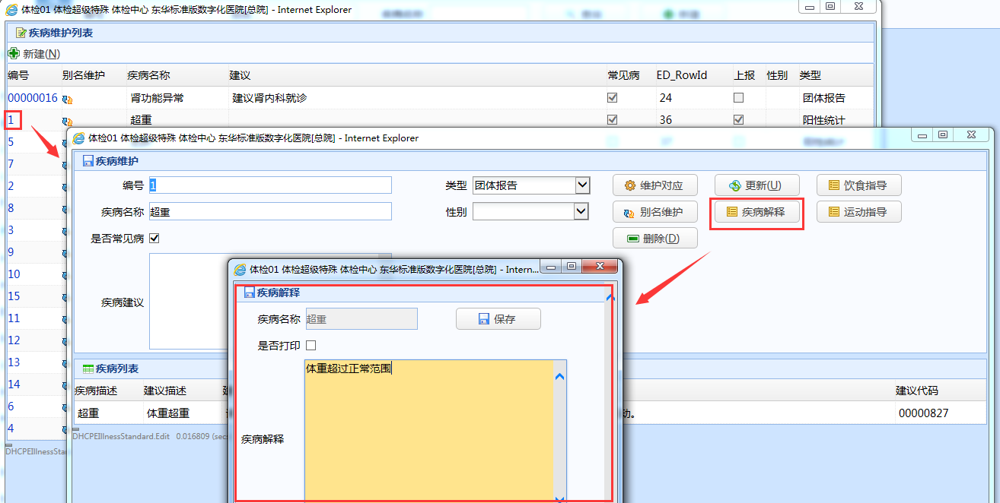 体检01 体检超级特殊 体检中心 东华标准版数字化医院[总院] - Internet Explorer
疾病维护列表
新建(N)
编号 别名维护 疾病名称 建议 常见病 ED_RowId 上报 性别 类型
00000016 肾功能异常 建议肾内科就诊 24 团体报告
1 超重 36 阳性统计
5
7
2
8
3
9
10
15
11
12
13
14
6
4
DHCPEIllnessSta
体检01 体检超级特殊 体检中心 东华标准版数字化医院[总院] - Internet Explorer
疾病维护
编号 1 类型 团体报告 维护对应 更新(U) 饮食指导
疾病名称 超重 性别 别名维护 疾病解释 运动指导
是否常见病 删除(D)
疾病建议
疾病列表
疾病描述 建议描述 建议代码
超重 体重超重 动。 00000827
DHCPEIllnessStandard.Edit 0.016809 (sec
体检01 体检超级特殊 体检中心 东华标准版数字化医院[总院] - Intern...
疾病解释
疾病名称 超重 保存
是否打印
体重超过正常范围
疾病解释